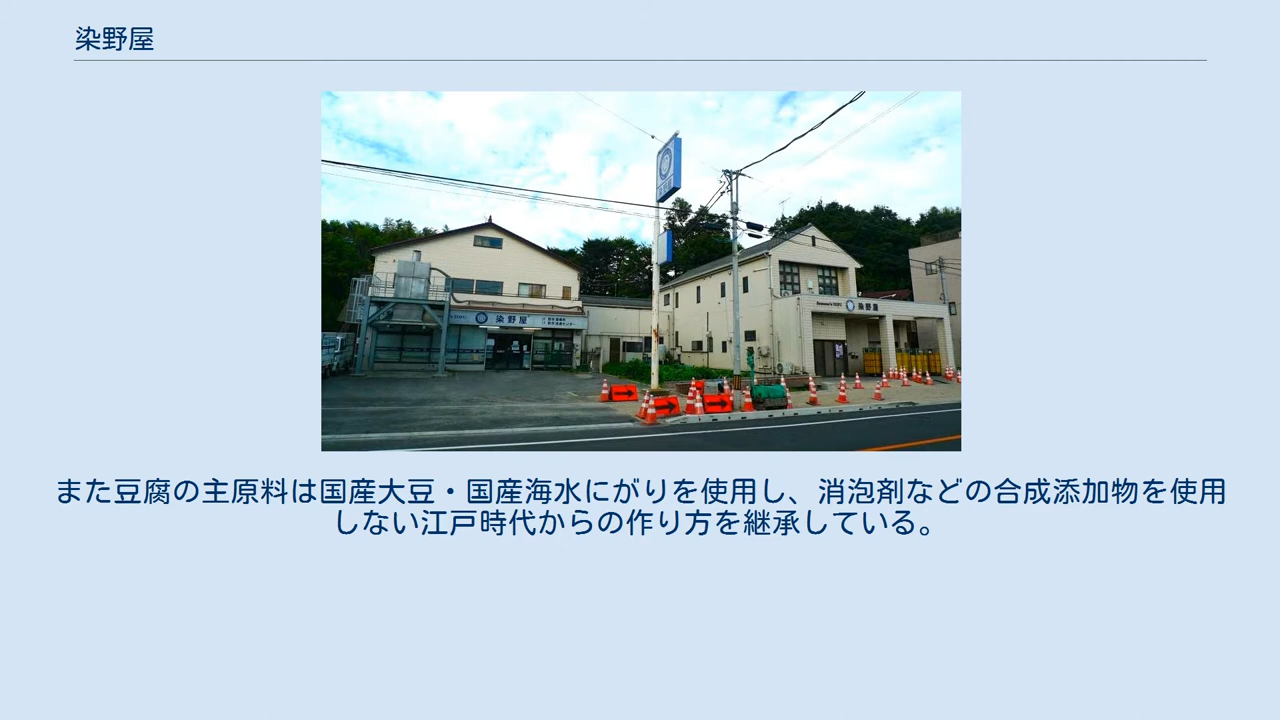 染野屋
染野屋
染野屋
また豆腐の主原料は国産大豆・国産海水にがりを使用し、消泡剤などの合成添加物を使用
しない江戸時代からの作り方を継承している。